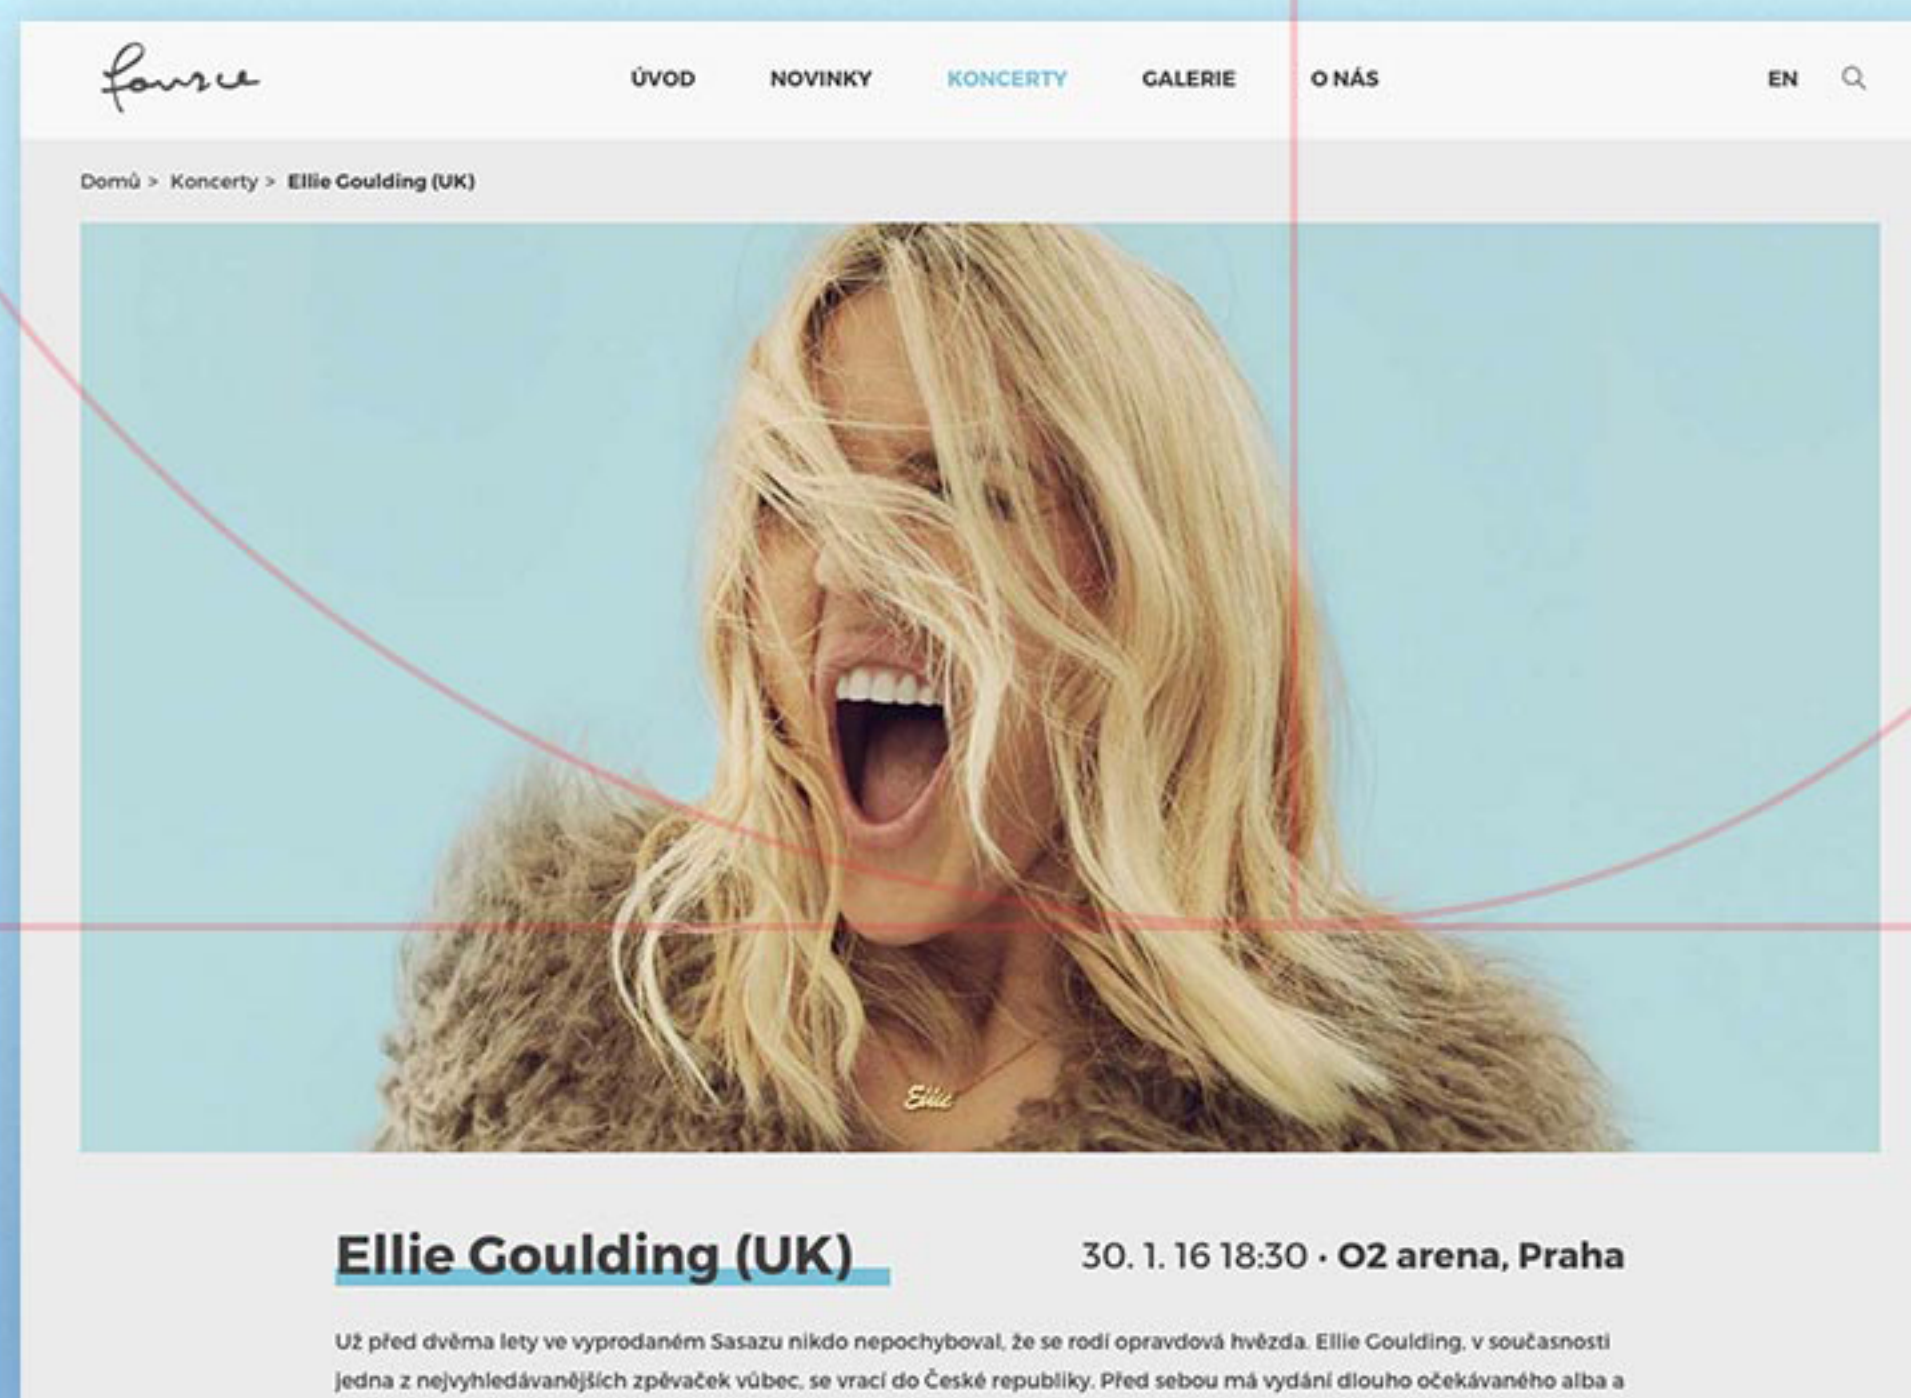 fource
ÚVOD NOVINKY KONCERTY GALERIE O NÁS EN
Domů > Koncerty > Ellie Goulding (UK)
Ellie
Ellie Goulding (UK) 30. 1. 16 18:30 • O2 arena, Praha
Už před dvěma lety ve vyprodaném Sasazu nikdo nepochyboval, že se rodí opravdová hvězda. Ellie Goulding, v současnosti
jedna z nejvyhledávanějších zpěvaček vůbec, se vrací do České republiky. Před sebou má vydání dlouho očekávaného alba a